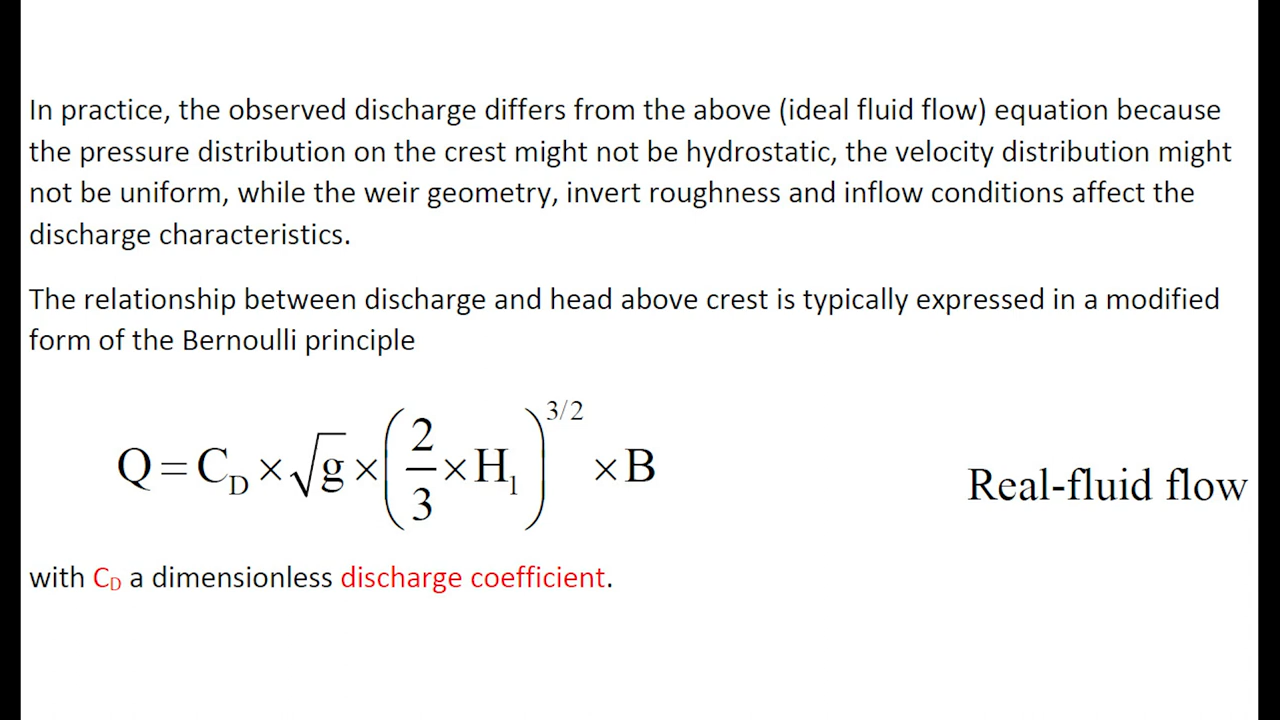 In practice, the observed discharge differs from the above (ideal fluid flow) equation because
the pressure distribution on the crest might not be hydrostatic, the velocity distribution might
not be uniform, while the weir geometry, invert roughness and inflow conditions affect the
discharge characteristics.
The relationship between discharge and head above crest is typically expressed in a modified
form of the Bernoulli principle
Q = C_D × √g × (2/3 × H_1)^{3/2} × B
Real-fluid flow
with C_D a dimensionless discharge coefficient.